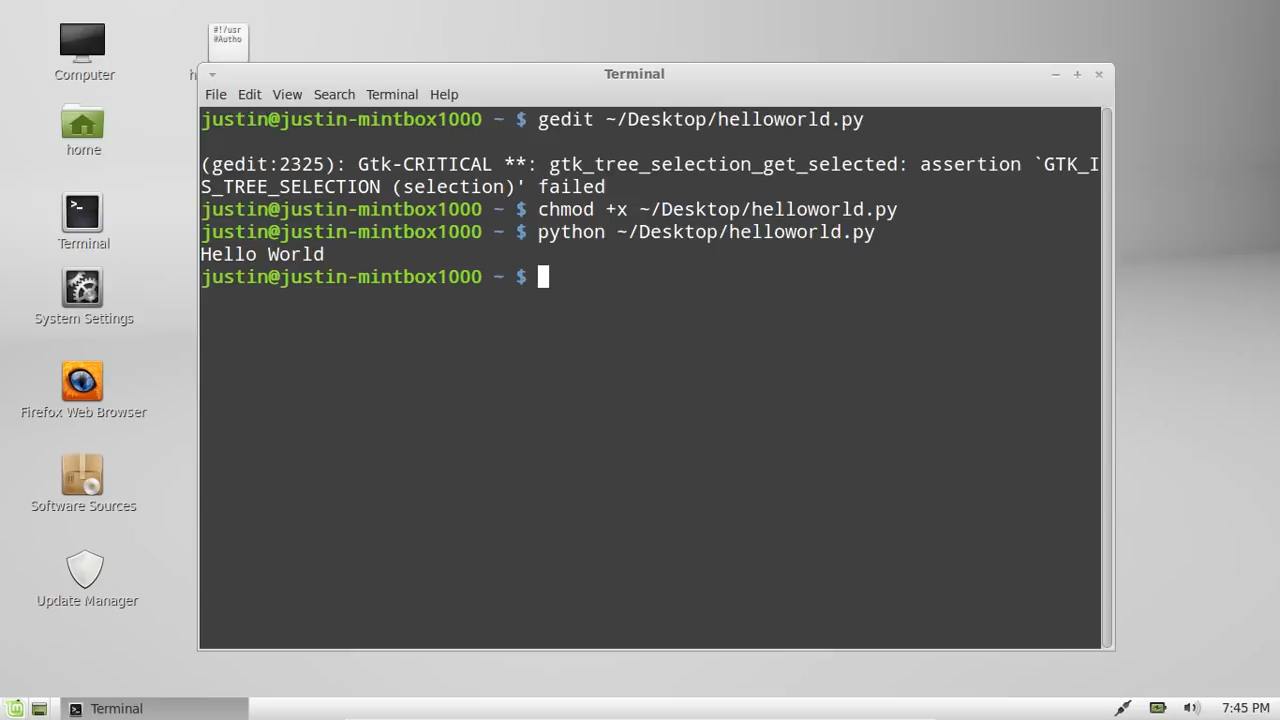 #!/usr
#Autho
Computer
h
home
Terminal
System Settings
Firefox Web Browser
Software Sources
Update Manager
Terminal
File Edit View Search Terminal Help
justin@justin-mintbox1000 ~ $ gedit ~/Desktop/helloworld.py
(gedit:2325): Gtk-CRITICAL **: gtk_tree_selection_get_selected: assertion `GTK_I
S_TREE_SELECTION (selection)' failed
justin@justin-mintbox1000 ~ $ chmod +x ~/Desktop/helloworld.py
justin@justin-mintbox1000 ~ $ python ~/Desktop/helloworld.py
Hello World
justin@justin-mintbox1000 ~ $
Terminal
7:45 PM